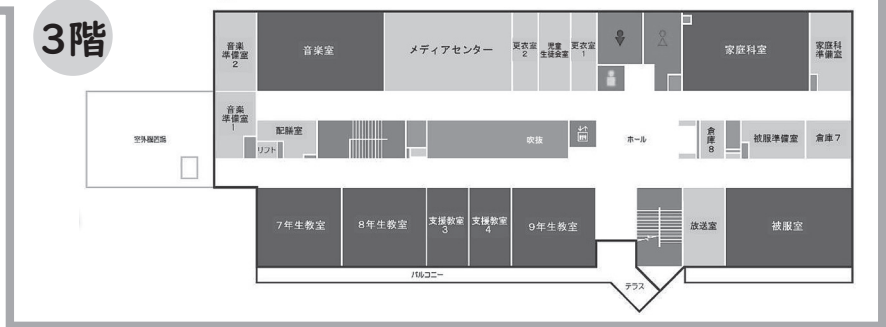 3階
音楽
準備室
2
音楽室
メディアセンター
更衣室
2
児童
生徒会室
更衣室
1
家庭科室
家庭科
準備室
音楽
準備室
1
室外機置場
配膳室
リフト
吹抜
ホール
倉庫
8
被服準備室
倉庫7
7年生教室
8年生教室
支援教室
3
支援教室
4
9年生教室
放送室
被服室
バルコニー
テラス